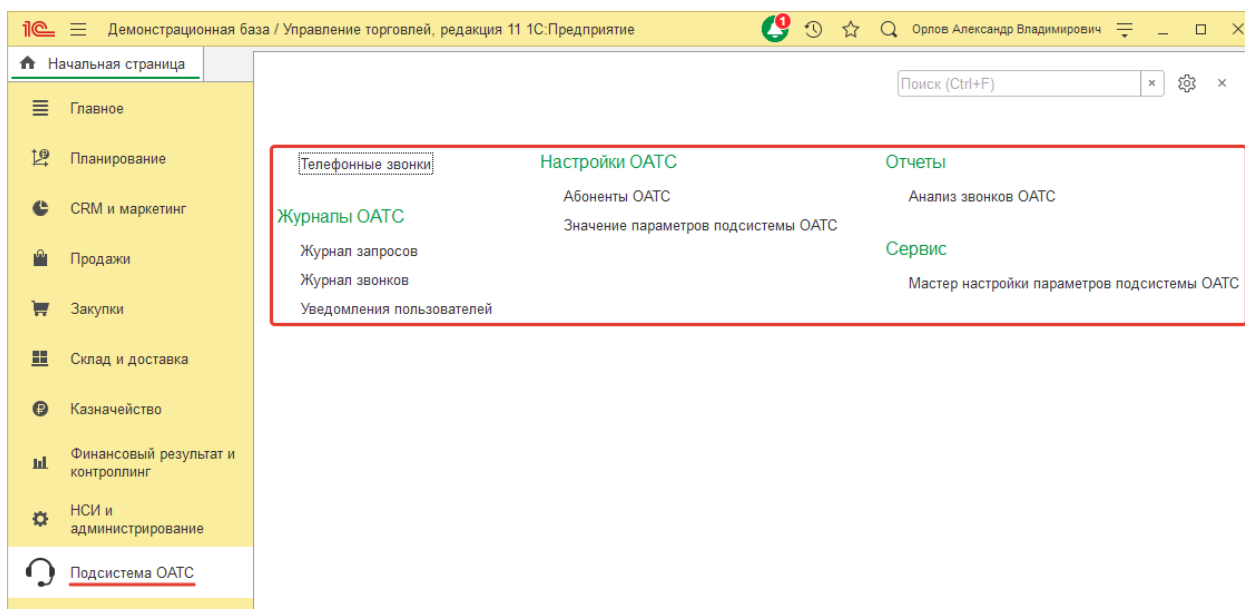 1С Демонстрационная база / Управление торговлей, редакция 11 1С:Предприятие 1 Орлов Александр Владимирович
Начальная страница
Поиск (Ctrl+F)
Главное
Планирование
CRM и маркетинг
Продажи
Закупки
Склад и доставка
Казначейство
Финансовый результат и
контроллинг
НСИ и
администрирование
Подсистема ОАТС
Телефонные звонки
Журналы ОАТС
Журнал запросов
Журнал звонков
Уведомления пользователей
Настройки ОАТС
Абоненты ОАТС
Значение параметров подсистемы ОАТС
Отчеты
Анализ звонков ОАТС
Сервис
Мастер настройки параметров подсистемы ОАТС